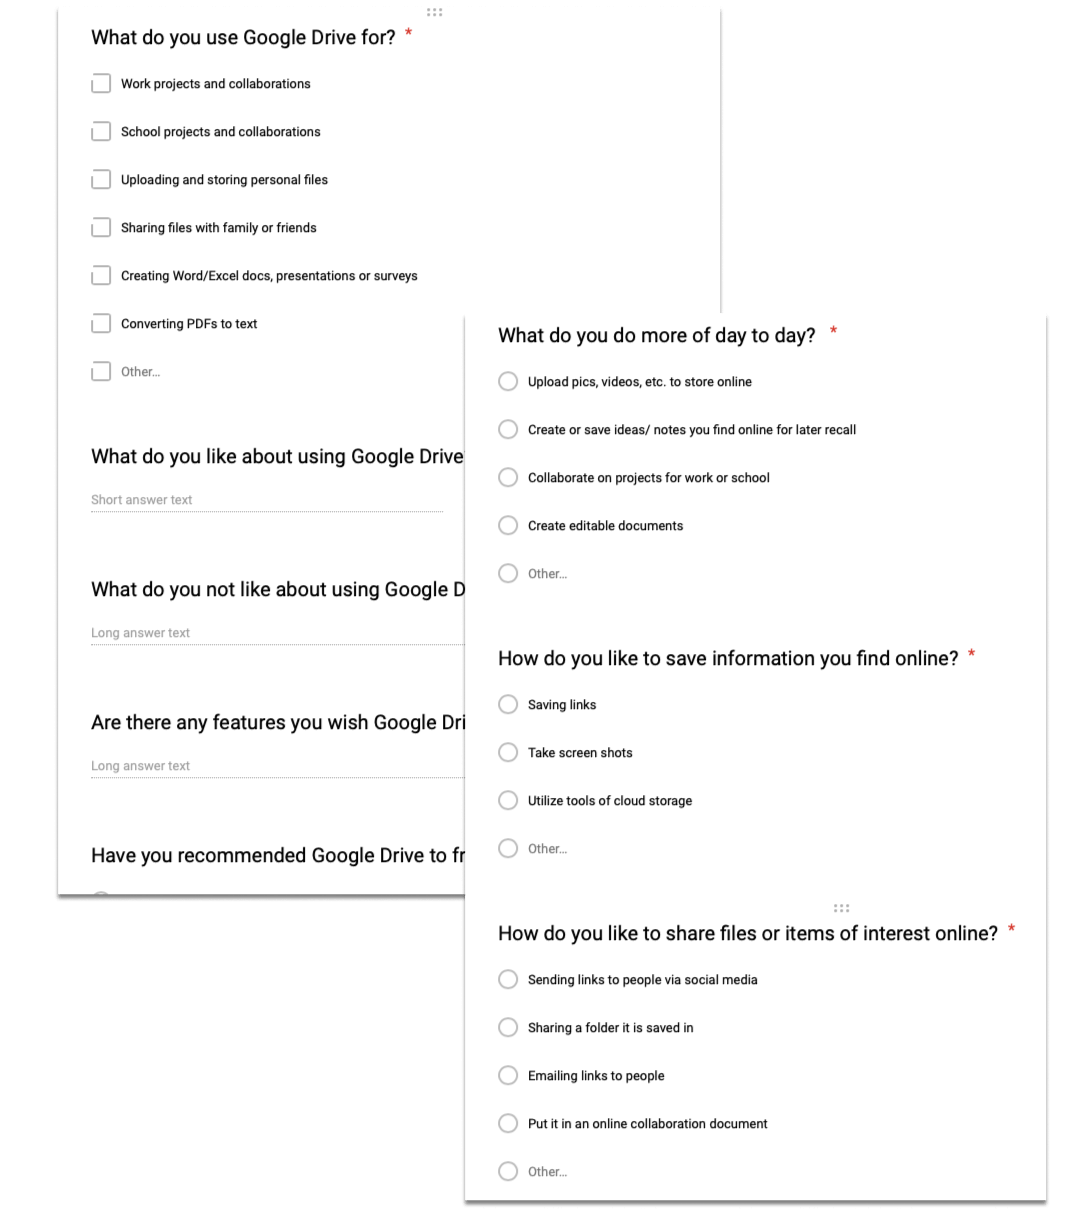 What do you use Google Drive for? *
Work projects and collaborations
School projects and collaborations
Uploading and storing personal files
Sharing files with family or friends
Creating Word/Excel docs, presentations or surveys
Converting PDFs to text
Other...
What do you like about using Google Drive
Short answer text
What do you not like about using Google D
Long answer text
Are there any features you wish Google Dri
Long answer text
Have you recommended Google Drive to fr
What do you do more of day to day? *
Upload pics, videos, etc. to store online
Create or save ideas/ notes you find online for later recall
Collaborate on projects for work or school
Create editable documents
Other...
How do you like to save information you find online? *
Saving links
Take screen shots
Utilize tools of cloud storage
Other...
How do you like to share files or items of interest online? *
Sending links to people via social media
Sharing a folder it is saved in
Emailing links to people
Put it in an online collaboration document
Other...